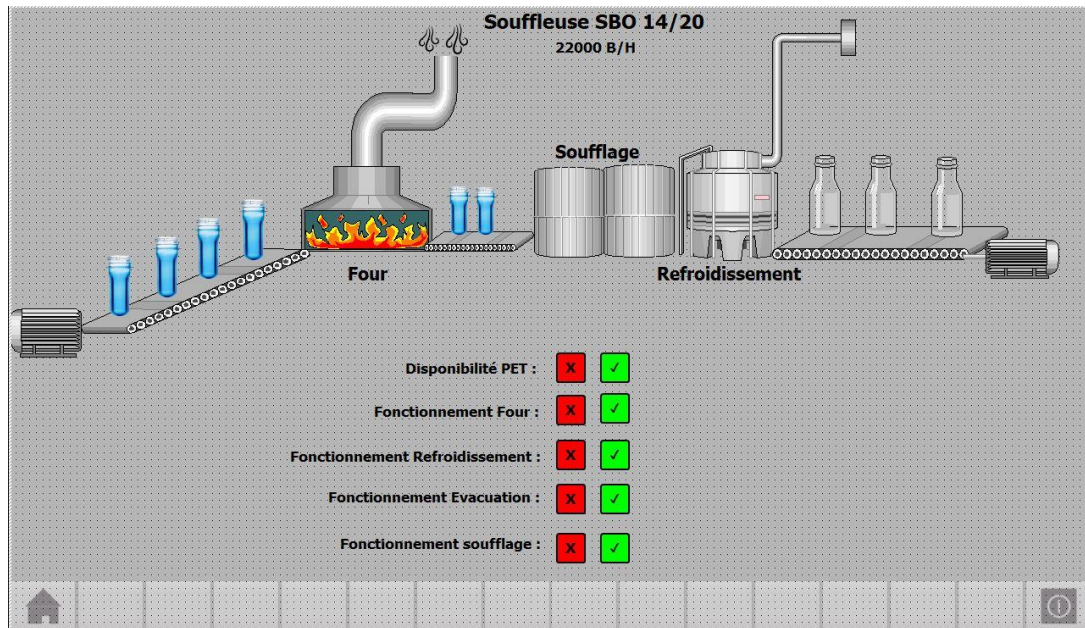 Souffleuse SBO 14/20
22000 B/H
Soufflage
Four
Refroidissement
Disponibilité PET : X ✓
Fonctionnement Four : X ✓
Fonctionnement Refroidissement : X ✓
Fonctionnement Evacuation : X ✓
Fonctionnement soufflage : X ✓